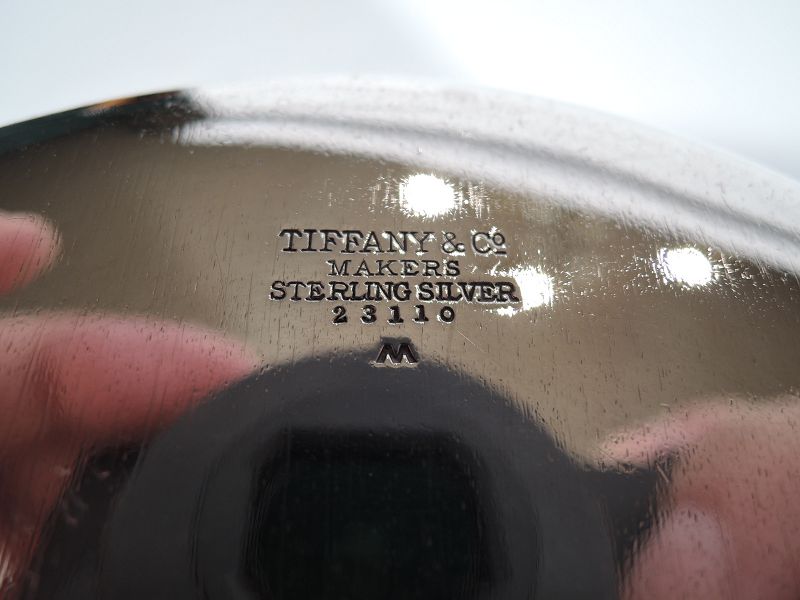 TIFFANY & Cº
MAKERS
STERLING SILVER
23110
M